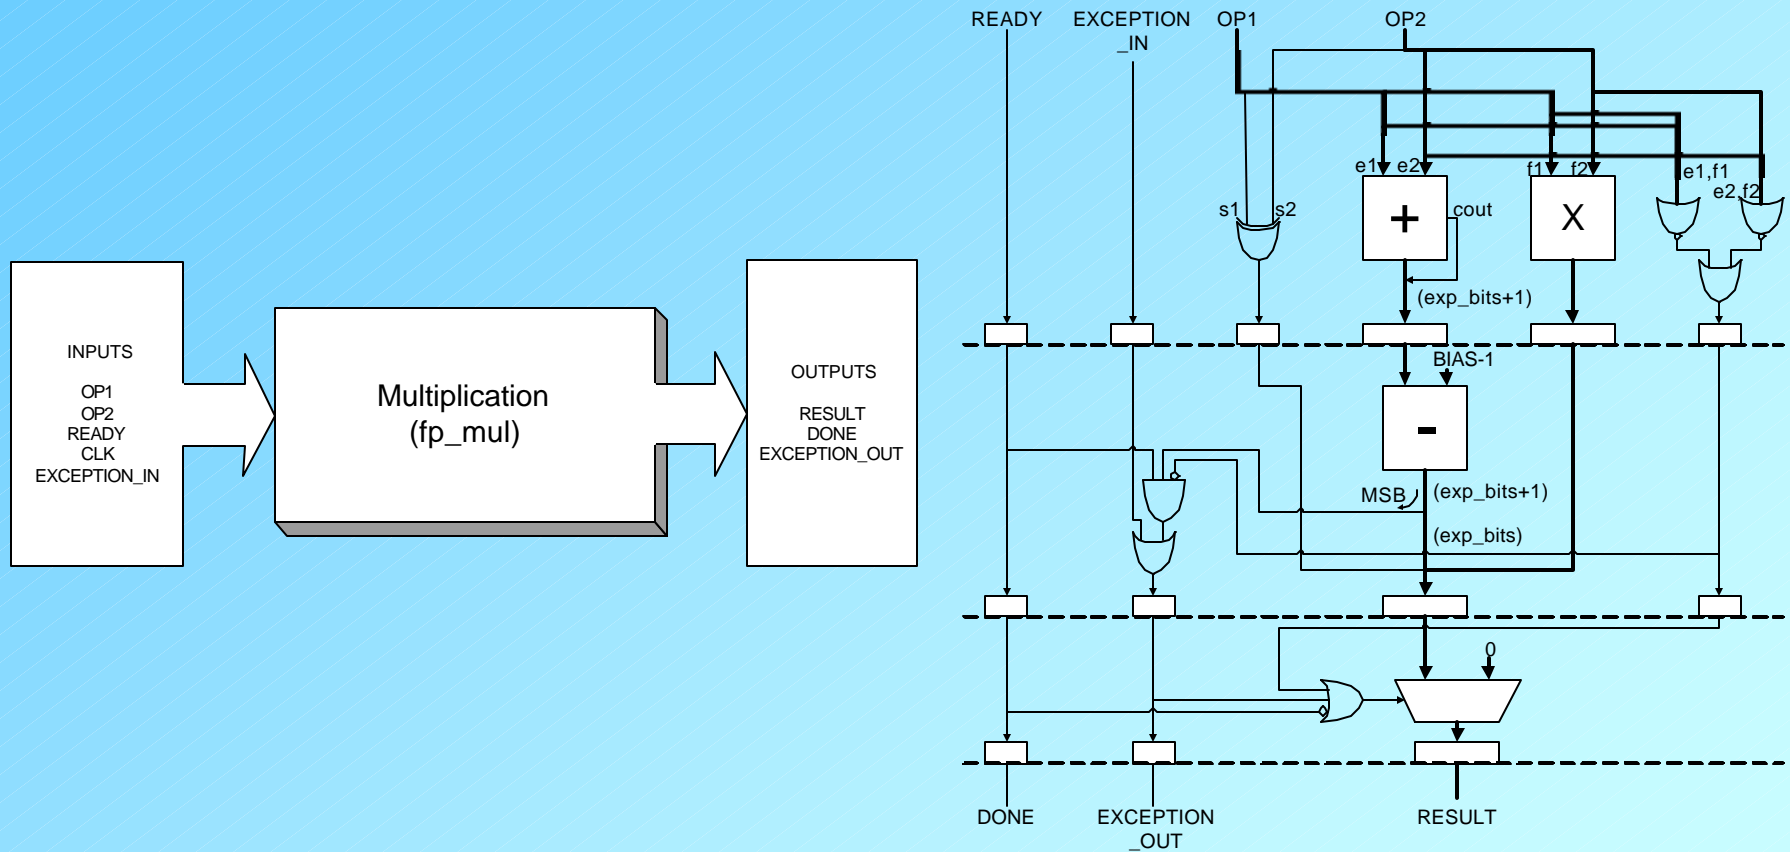 INPUTS
OP1
OP2
READY
CLK
EXCEPTION_IN
Multiplication
(fp_mul)
OUTPUTS
RESULT
DONE
EXCEPTION_OUT
READY
EXCEPTION
_IN
OP1
OP2
e1
e2
f1
f2
e1,f1
e2,f2
s1
s2
+
cout
X
(exp_bits+1)
BIAS-1
-
MSB
(exp_bits+1)
(exp_bits)
0
DONE
EXCEPTION
_OUT
RESULT